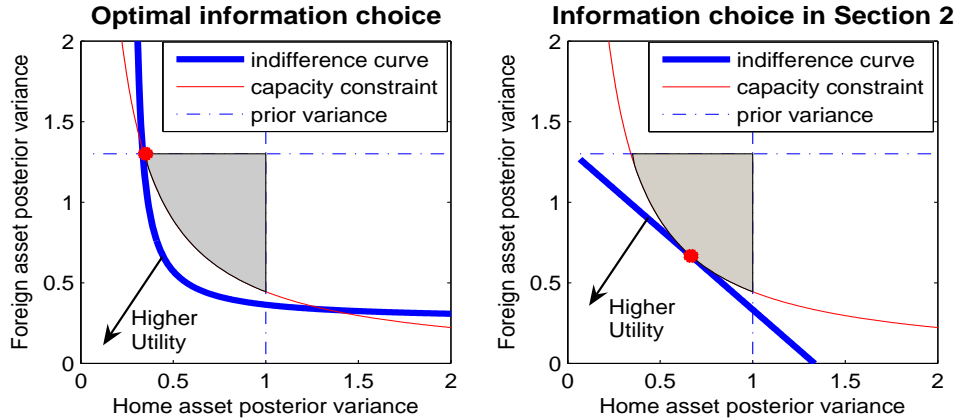 Optimal information choice
2
1.5
1
0.5
0
0
0.5
1
1.5
2
indifference curve
capacity constraint
prior variance
Higher
Utility
Foreign asset posterior variance
Home asset posterior variance
Information choice in Section 2
2
1.5
1
0.5
0
0
0.5
1
1.5
2
indifference curve
capacity constraint
prior variance
Higher
Utility
Foreign asset posterior variance
Home asset posterior variance